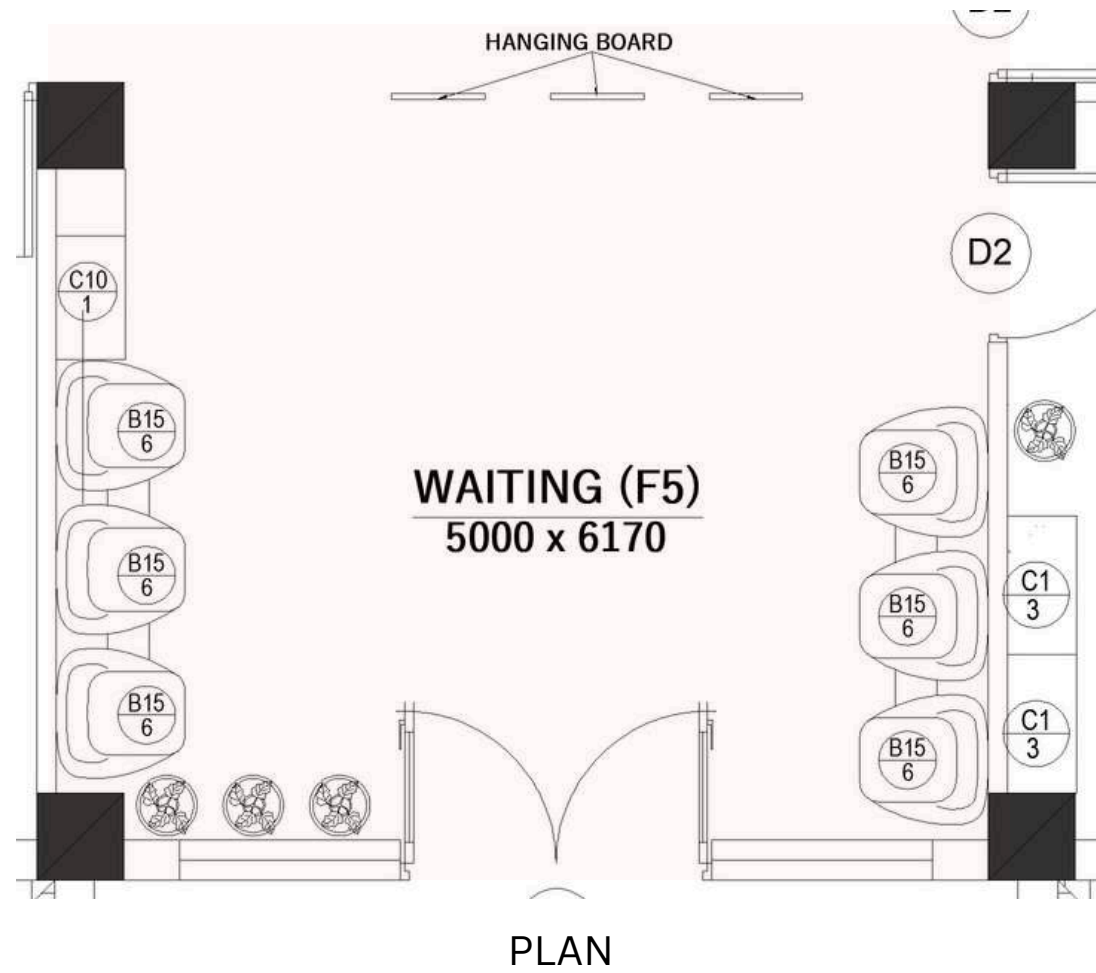 HANGING BOARD
D2
C10
1
B15
6
B15
6
B15
6
WAITING (F5)
5000 x 6170
B15
6
B15
6
B15
6
C1
3
C1
3
PLAN